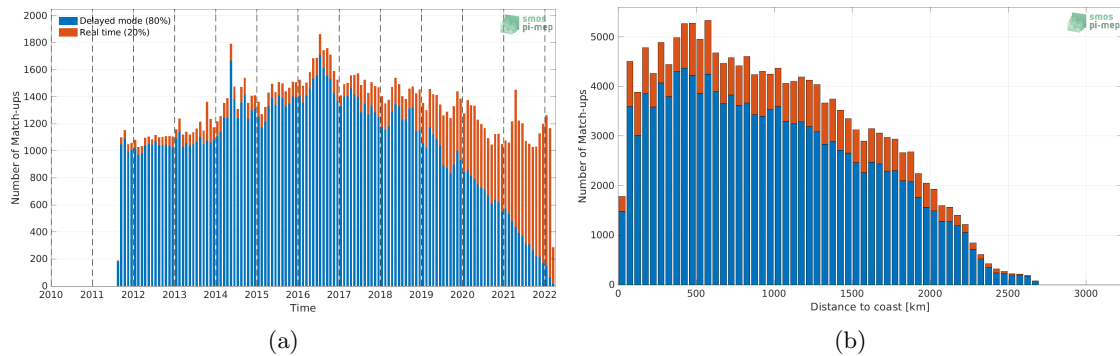 Delayed mode (80%)
Real time (20%)
smos
pi-mep
Number of Match-ups
2000
1800
1600
1400
1200
1000
800
600
400
200
0
2010 2011 2012 2013 2014 2015 2016 2017 2018 2019 2020 2021 2022
Time
(a)
smos
pi-mep
Number of Match-ups
5000
4000
3000
2000
1000
0
0 500 1000 1500 2000 2500 3000
Distance to coast [km]
(b)